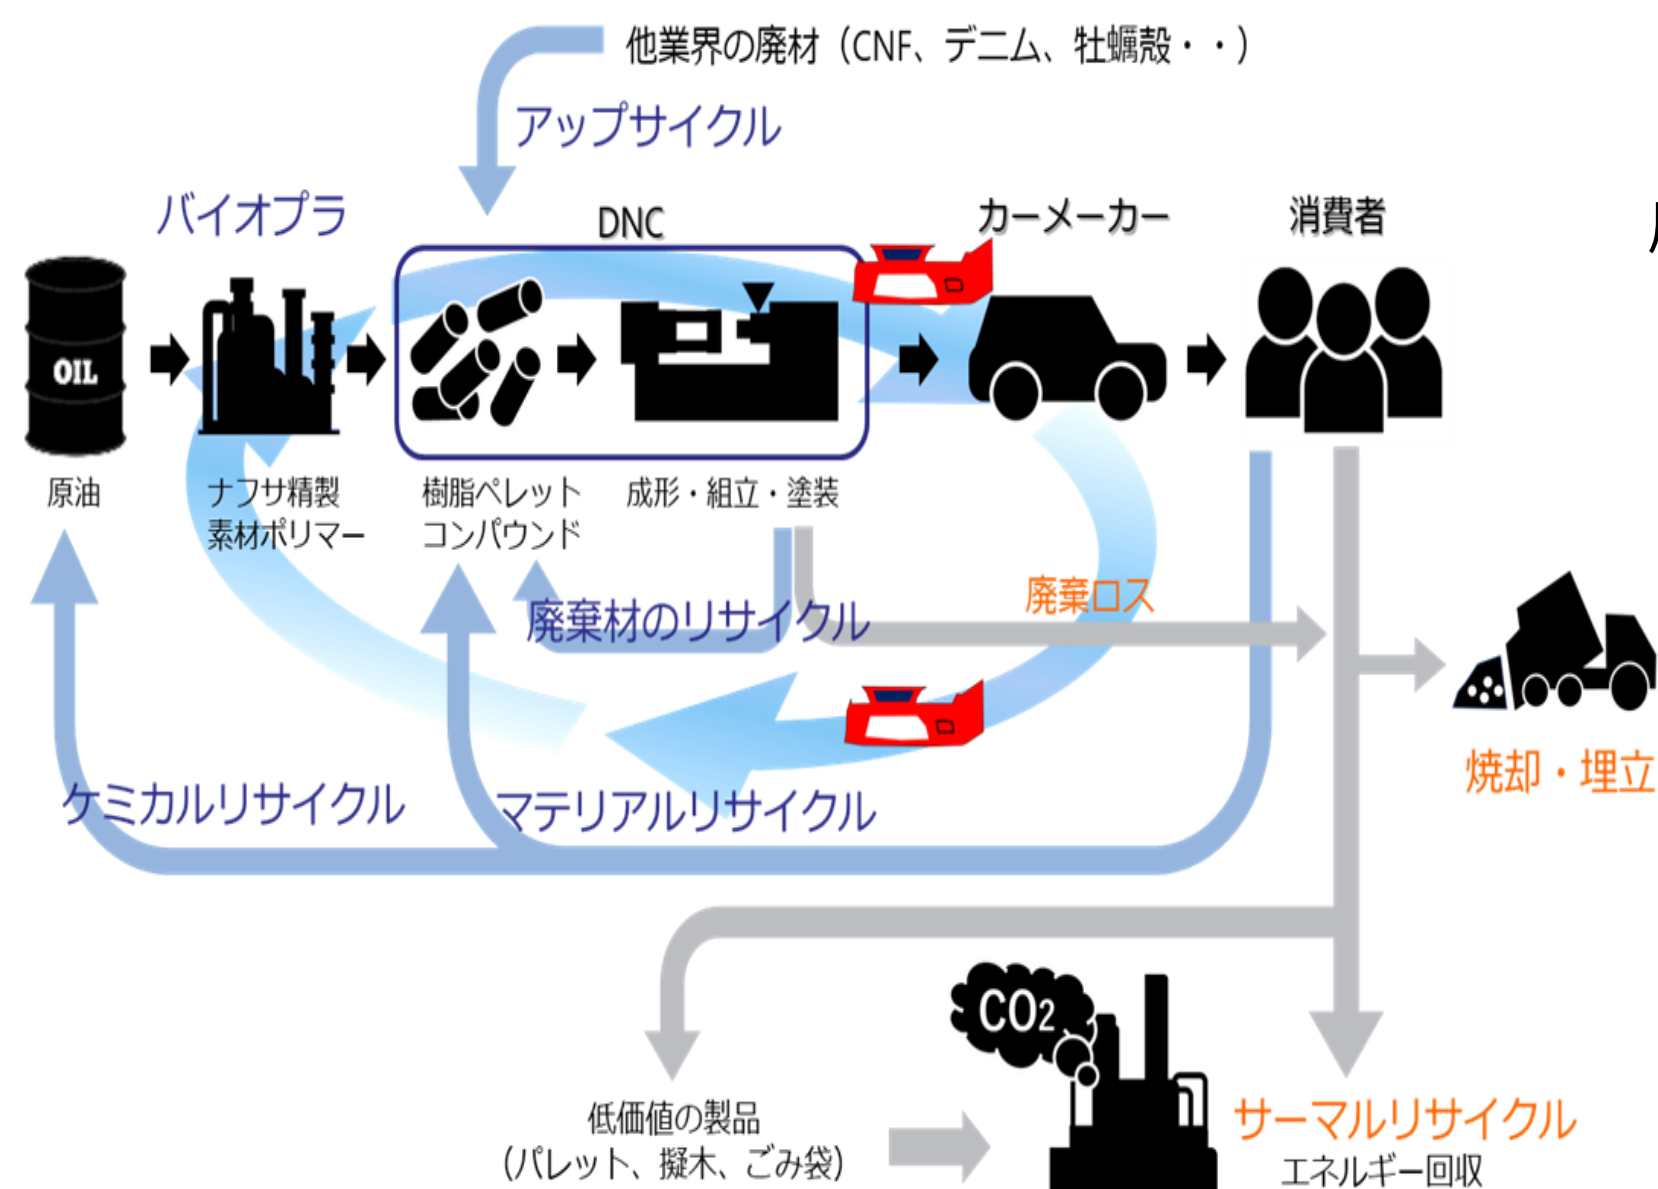 他業界の廃材（CNF、デニム、牡蠣殻・・）
アップサイクル
バイオプラ
DNC
カーメーカー
消費者
OIL
原油
ナフサ精製
素材ポリマー
樹脂ペレット
コンパウンド
成形・組立・塗装
廃棄材のリサイクル
廃棄ロス
焼却・埋立
ケミカルリサイクル
マテリアルリサイクル
CO2
低価値の製品
（パレット、擬木、ごみ袋）
サーマルリサイクル
エネルギー回収